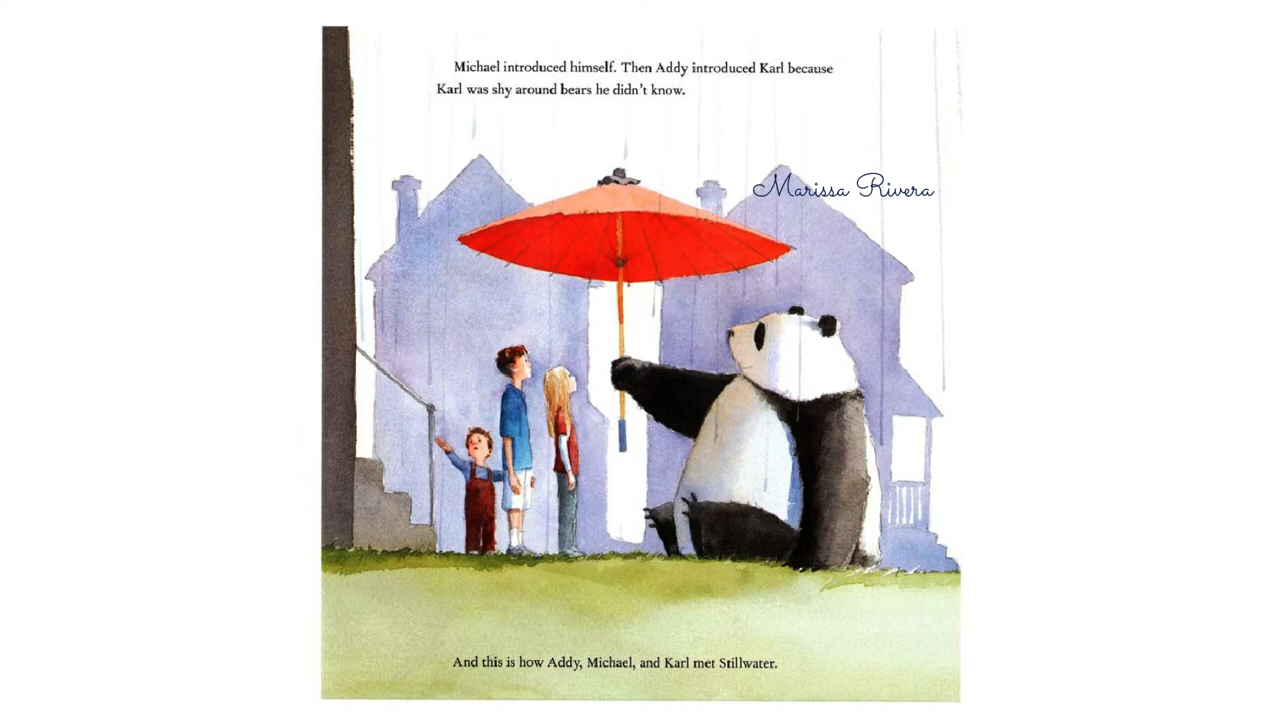 Michael introduced himself. Then Addy introduced Karl because
Karl was shy around bears he didn't know.
Marissa Rivera
And this is how Addy, Michael, and Karl met Stillwater.